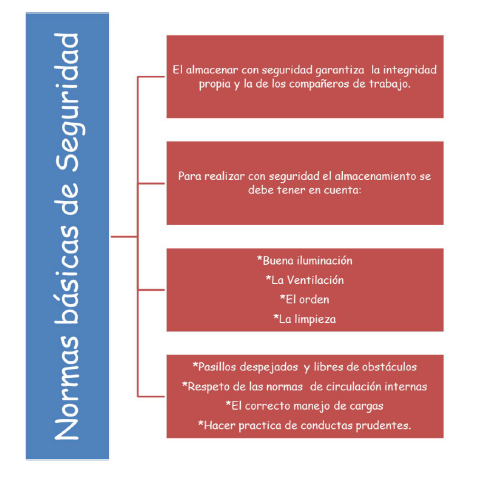 Normas básicas de Seguridad
El almacenar con seguridad garantiza la integridad
propia y la de los compañeros de trabajo.
Para realizar con seguridad el almacenamiento se
debe tener en cuenta:
*Buena iluminación
*La Ventilación
*El orden
*La limpieza
*Pasillos despejados y libres de obstáculos
*Respeto de las normas de circulación internas
*El correcto manejo de cargas
*Hacer practica de conductas prudentes.